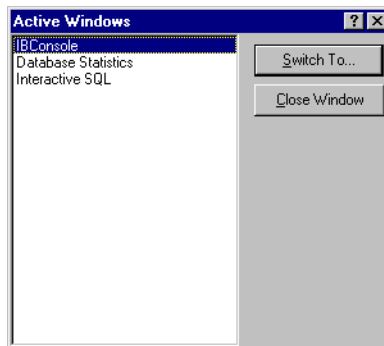 Active Windows
IBConsole
Database Statistics
Interactive SQL
Switch To...
Close Window